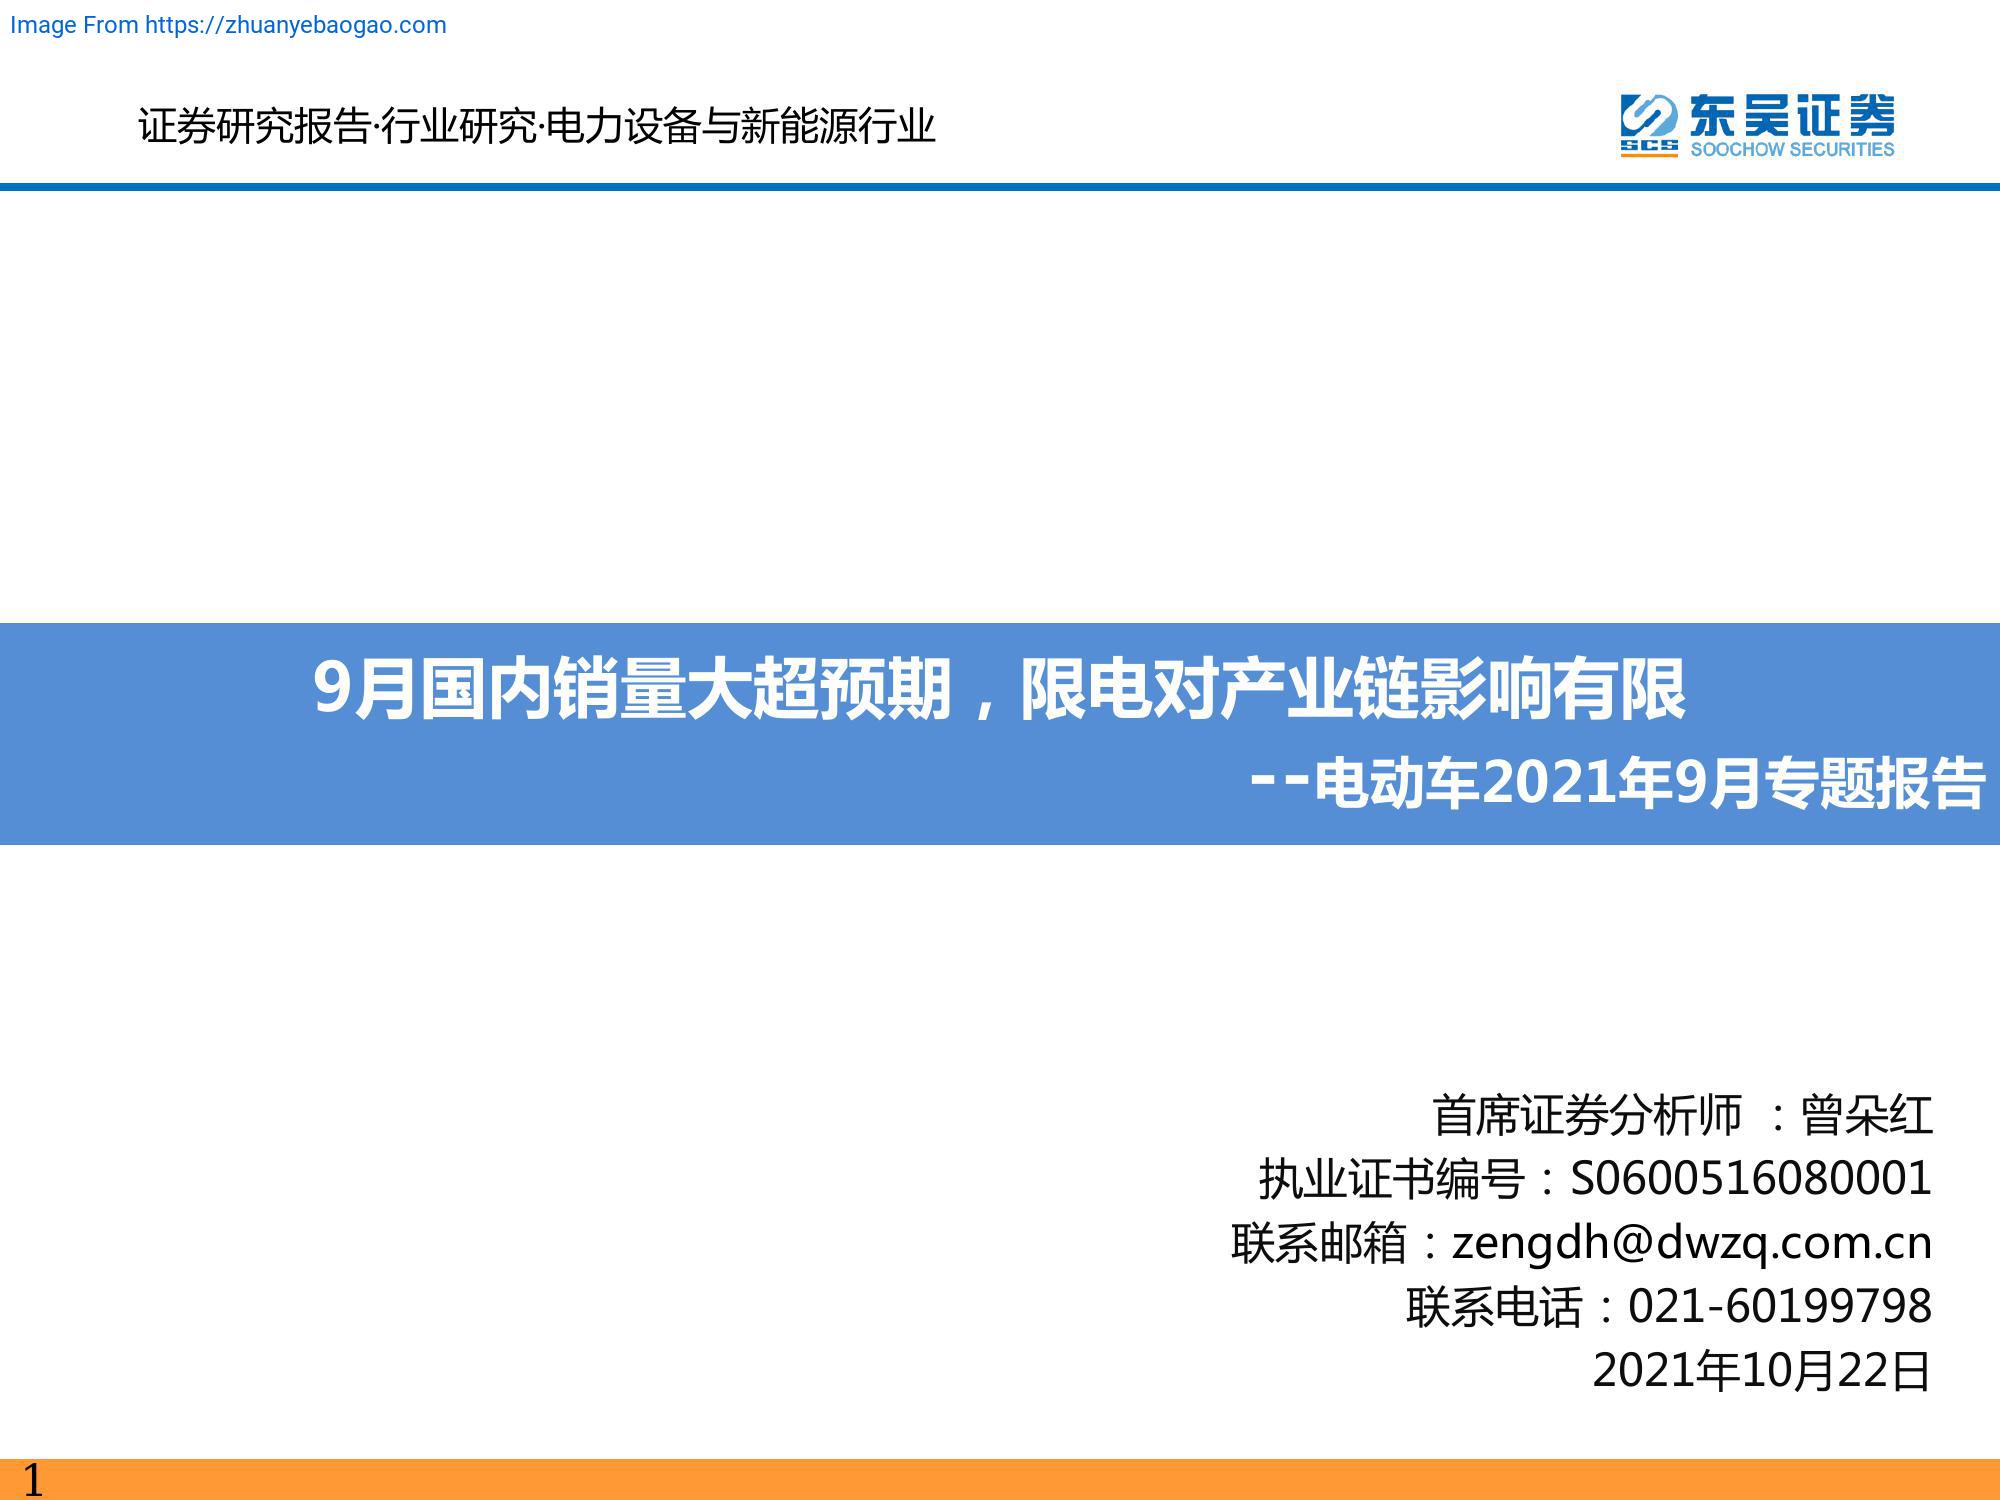 Image From https://zhuanyebaogao.com
证券研究报告·行业研究·电力设备与新能源行业
东吴证券
SCS
SOOCHOW SECURITIES
9月国内销量大超预期，限电对产业链影响有限
--电动车2021年9月专题报告
首席证券分析师 ：曾朵红
执业证书编号：S0600516080001
联系邮箱：zengdh@dwzq.com.cn
联系电话：021-60199798
2021年10月22日
1